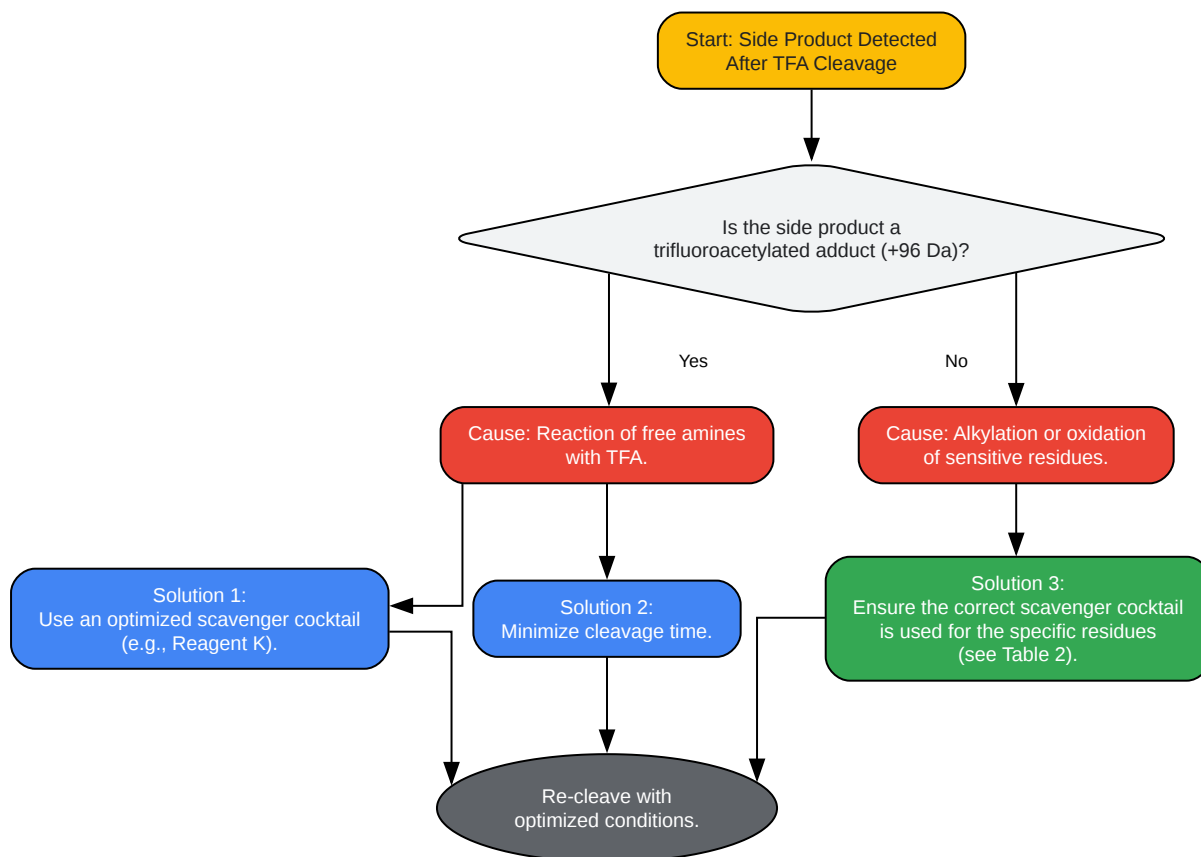 Start: Side Product Detected
After TFA Cleavage
Is the side product a
trifluoroacetylated adduct (+96 Da)?
Yes
No
Cause: Reaction of free amines
with TFA.
Cause: Alkylation or oxidation
of sensitive residues.
Solution 1:
Use an optimized scavenger cocktail
(e.g., Reagent K).
Solution 2:
Minimize cleavage time.
Solution 3:
Ensure the correct scavenger cocktail
is used for the specific residues
(see Table 2).
Re-cleave with
optimized conditions.